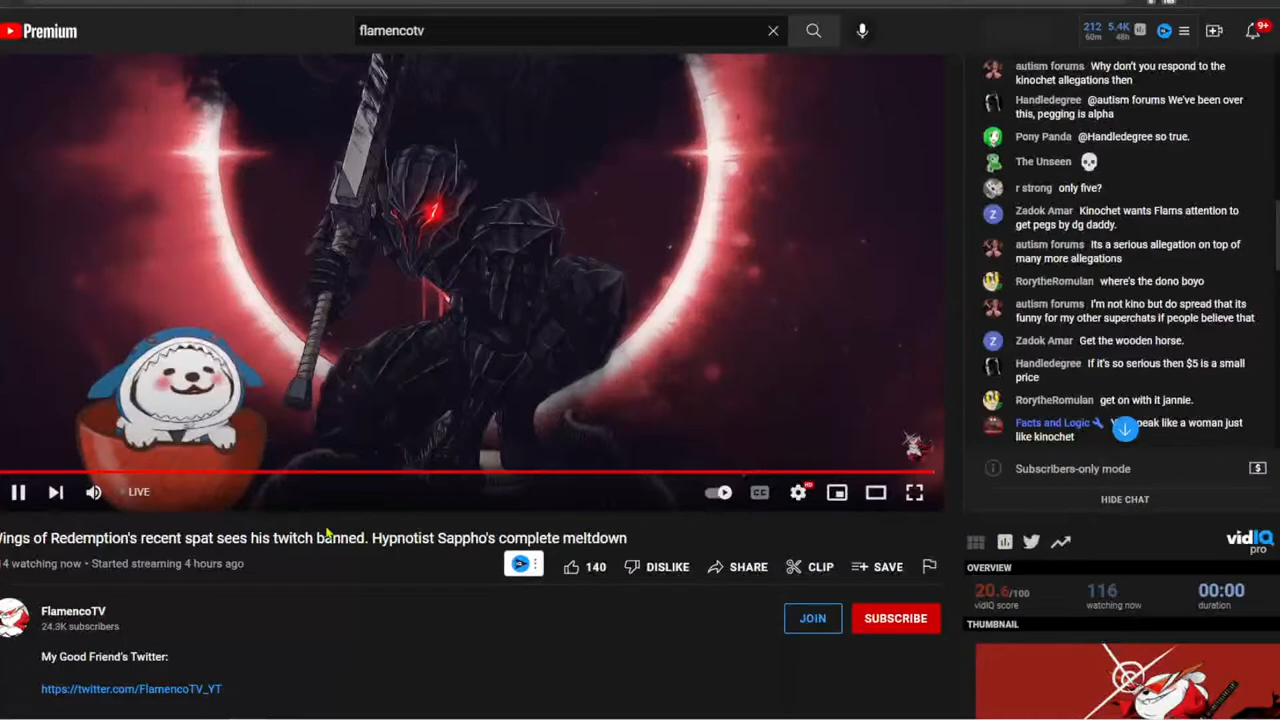 Premium
flamencotv
212
60m
5.4K
48h
9+
autism forums Why don't you respond to the
kinochet allegations then
Handledegree @autism forums We've been over
this, pegging is alpha
Pony Panda @Handledegree so true.
The Unseen
r strong only five?
Z
Zadok Amar Kinochet wants Flams attention to
get pegs by dg daddy.
autism forums Its a serious allegation on top of
many more allegations
RorytheRomulan where's the dono boyo
autism forums I'm not kino but do spread that its
funny for my other superchats if people believe that
Z
Zadok Amar Get the wooden horse.
Handledegree If it's so serious then $5 is a small
price
RorytheRomulan get on with it jannie.
Facts and Logic peak like a woman just
like kinochet
Subscribers-only mode
HIDE CHAT
LIVE
CC
HD
Wings of Redemption's recent spat sees his twitch banned. Hypnotist Sappho's complete meltdown
4 watching now • Started streaming 4 hours ago
140
DISLIKE
SHARE
CLIP
SAVE
FlamencoTV
24.3K subscribers
JOIN
SUBSCRIBE
My Good Friend's Twitter:
https://twitter.com/FlamencoTV_YT
vidIQ
pro
OVERVIEW
20.6/100
vidIQ score
116
watching now
00:00
duration
THUMBNAIL